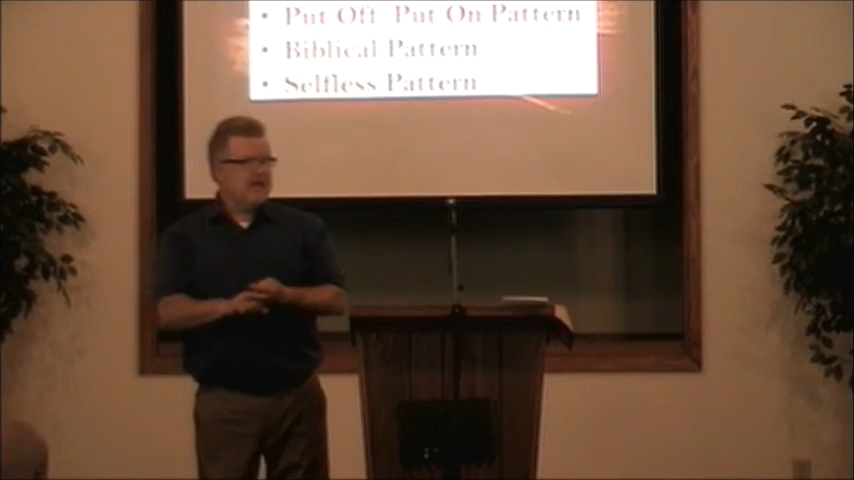 • Put Off Put On Pattern
• Biblical Pattern
• Selfless Pattern